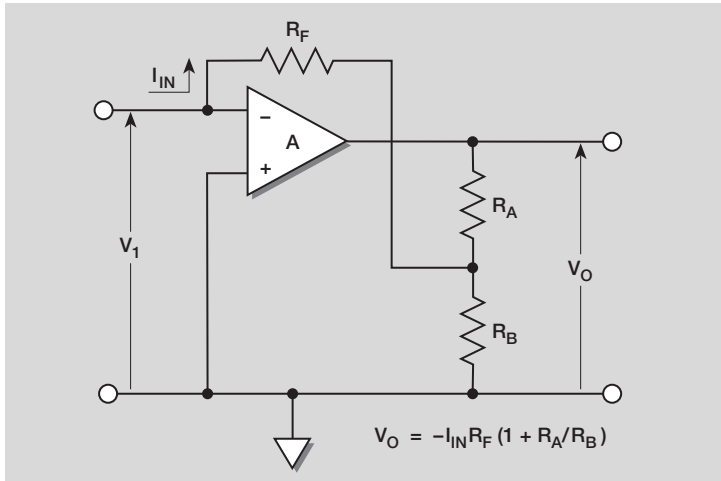 R_F
I_IN
−
A
+
R_A
V_1
V_O
R_B
V_O = −I_IN R_F (1 + R_A/R_B)